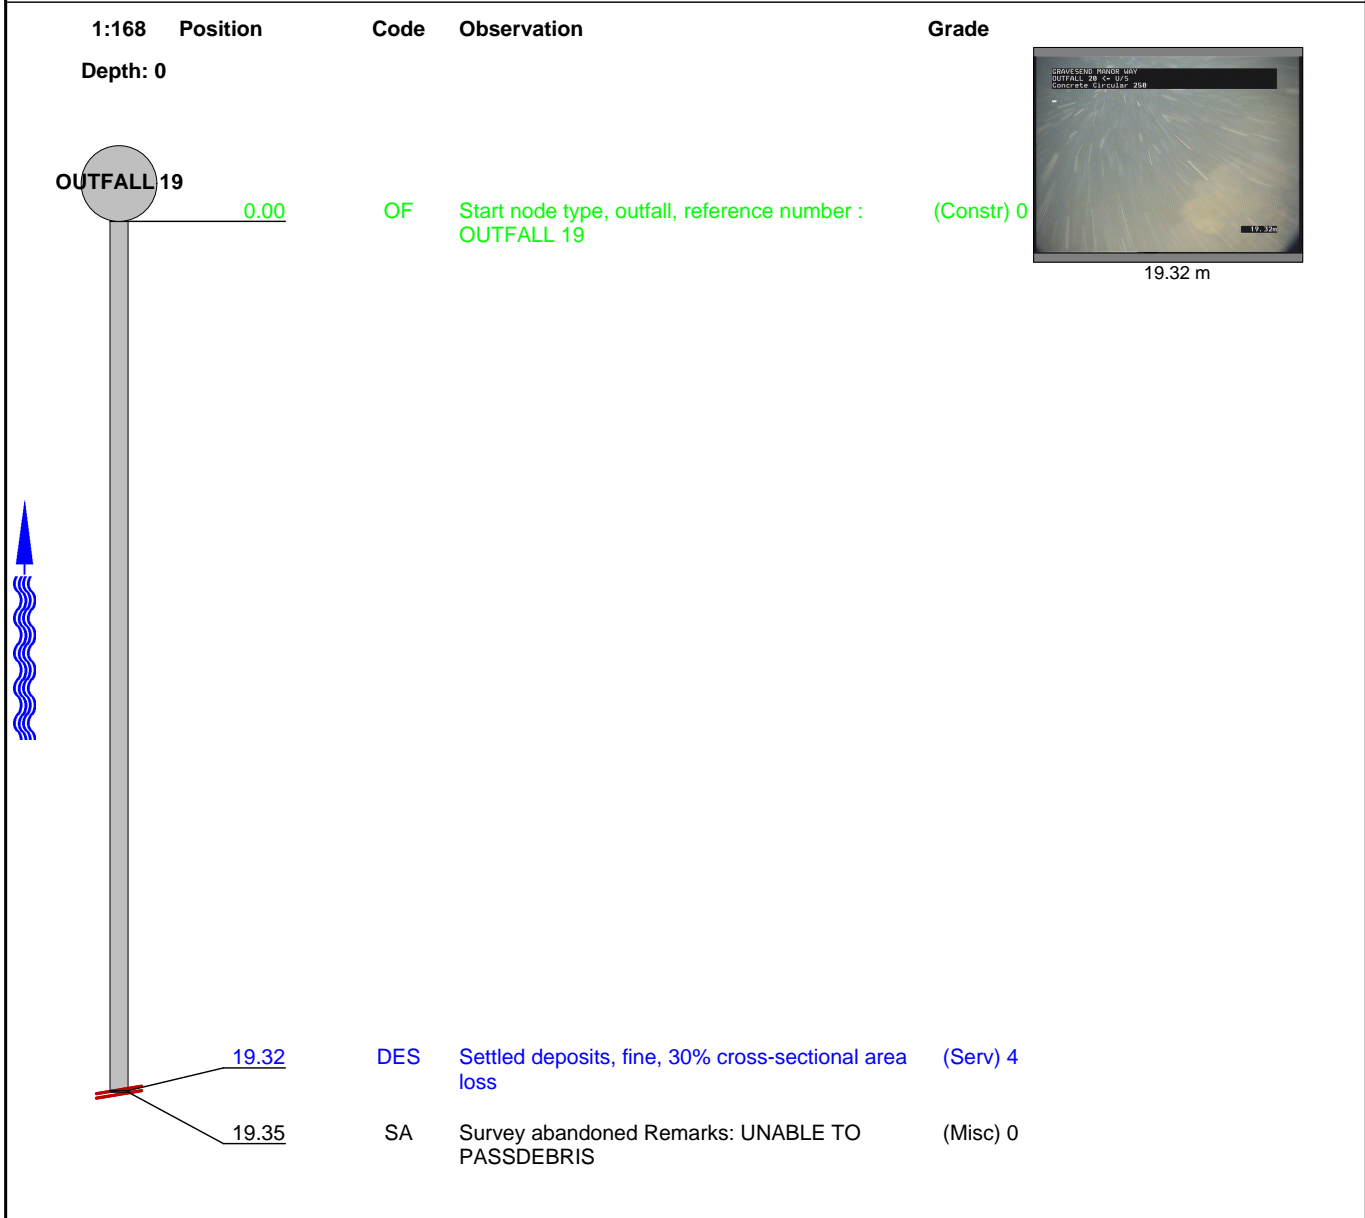 1:168 Position Code Observation Grade
Depth: 0
GRAVESEND MANOR WAY
OUTFALL 20 <- U/S
Concrete Circular 250
19.32m
19.32 m
OUTFALL 19
0.00 OF Start node type, outfall, reference number : (Constr) 0
OUTFALL 19
19.32 DES Settled deposits, fine, 30% cross-sectional area (Serv) 4
loss
19.35 SA Survey abandoned Remarks: UNABLE TO (Misc) 0
PASSDEBRIS